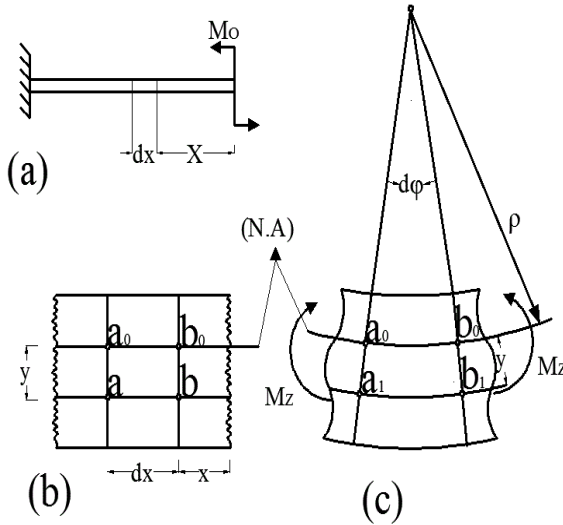 Mo
dx
X
(a)
dφ
ρ
(N.A)
a₀
b₀
y
a
b
dx
x
(b)
a₀
b₀
y
a₁
b₁
Mz
Mz
(c)